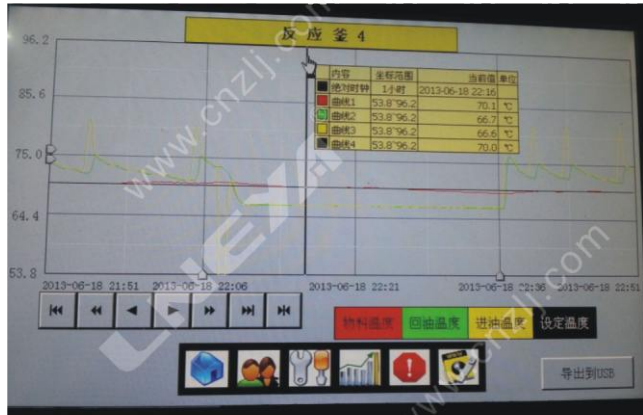 反应釜 4
96.2
内容 坐标范围 当前值 单位
绝对时钟 1小时 2013-06-18 22:16
曲线1 53.8~96.2 70.1 ℃
曲线2 53.8~96.2 66.7 ℃
曲线3 53.8~96.2 66.6 ℃
曲线4 53.8~96.2 70.0 ℃
85.6
75.0
64.4
53.8
2013-06-18 21:51 2013-06-18 22:06 2013-06-18 22:21 2013-06-18 22:36 2013-06-18 22:51
物料温度 回油温度 进油温度 设定温度
导出到USB
LNEYA
www.cnzlj.com
www.cnzlj.com